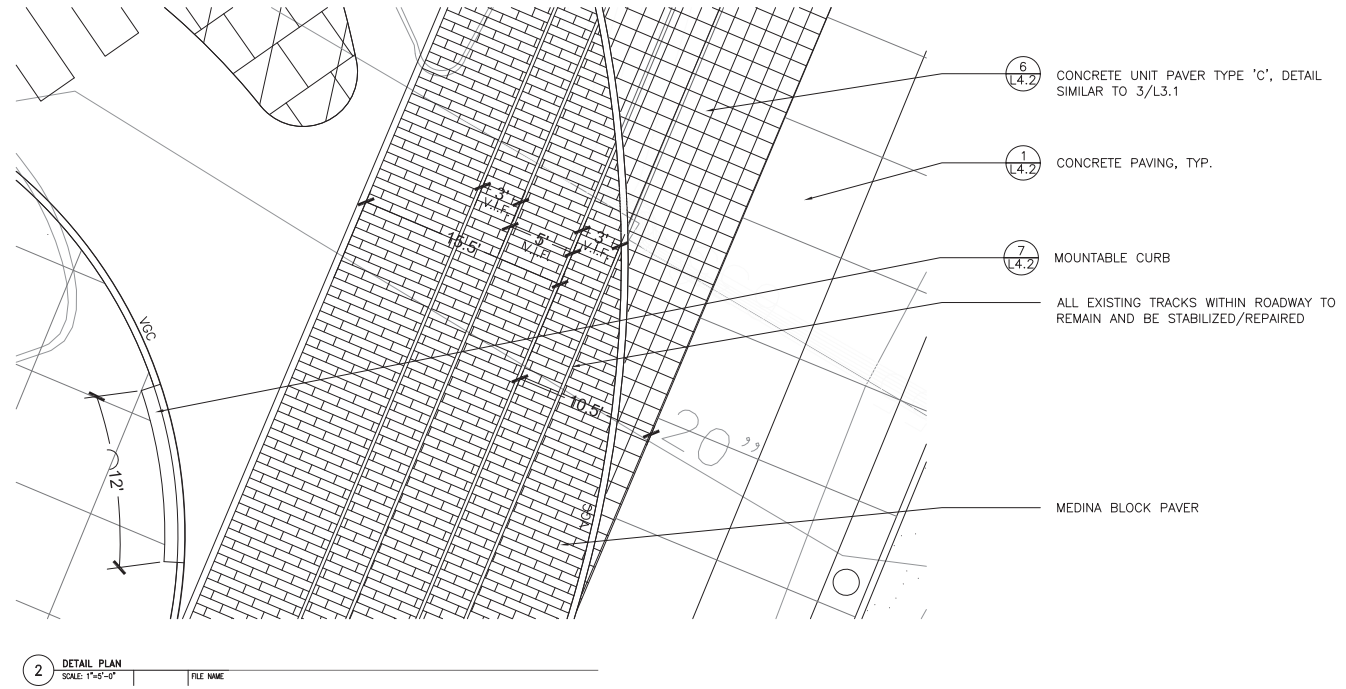 6
L4.2
CONCRETE UNIT PAVER TYPE 'C', DETAIL
SIMILAR TO 3/L3.1
1
L4.2
CONCRETE PAVING, TYP.
3'
V.I.F.
15.5'
5'
V.I.F.
3'
V.I.F.
7
L4.2
MOUNTABLE CURB
ALL EXISTING TRACKS WITHIN ROADWAY TO
REMAIN AND BE STABILIZED/REPAIRED
VGC
10.5'
20"
12'
MEDINA BLOCK PAVER
2
DETAIL PLAN
SCALE: 1"=5'-0"
FILE NAME